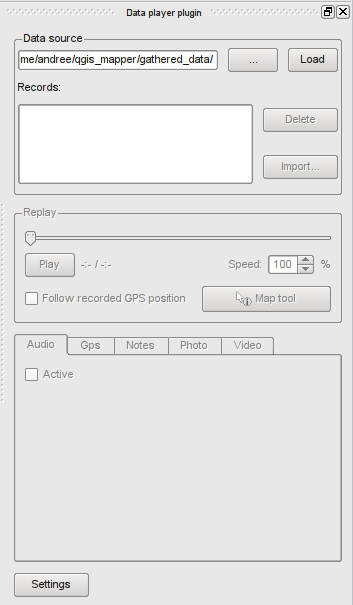 Data player plugin
Data source
me/andree/qgis_mapper/gathered_data/ ... Load
Records:
Delete
Import...
Replay
Play -:- / -:- Speed: 100 %
Follow recorded GPS position Map tool
Audio Gps Notes Photo Video
Active
Settings